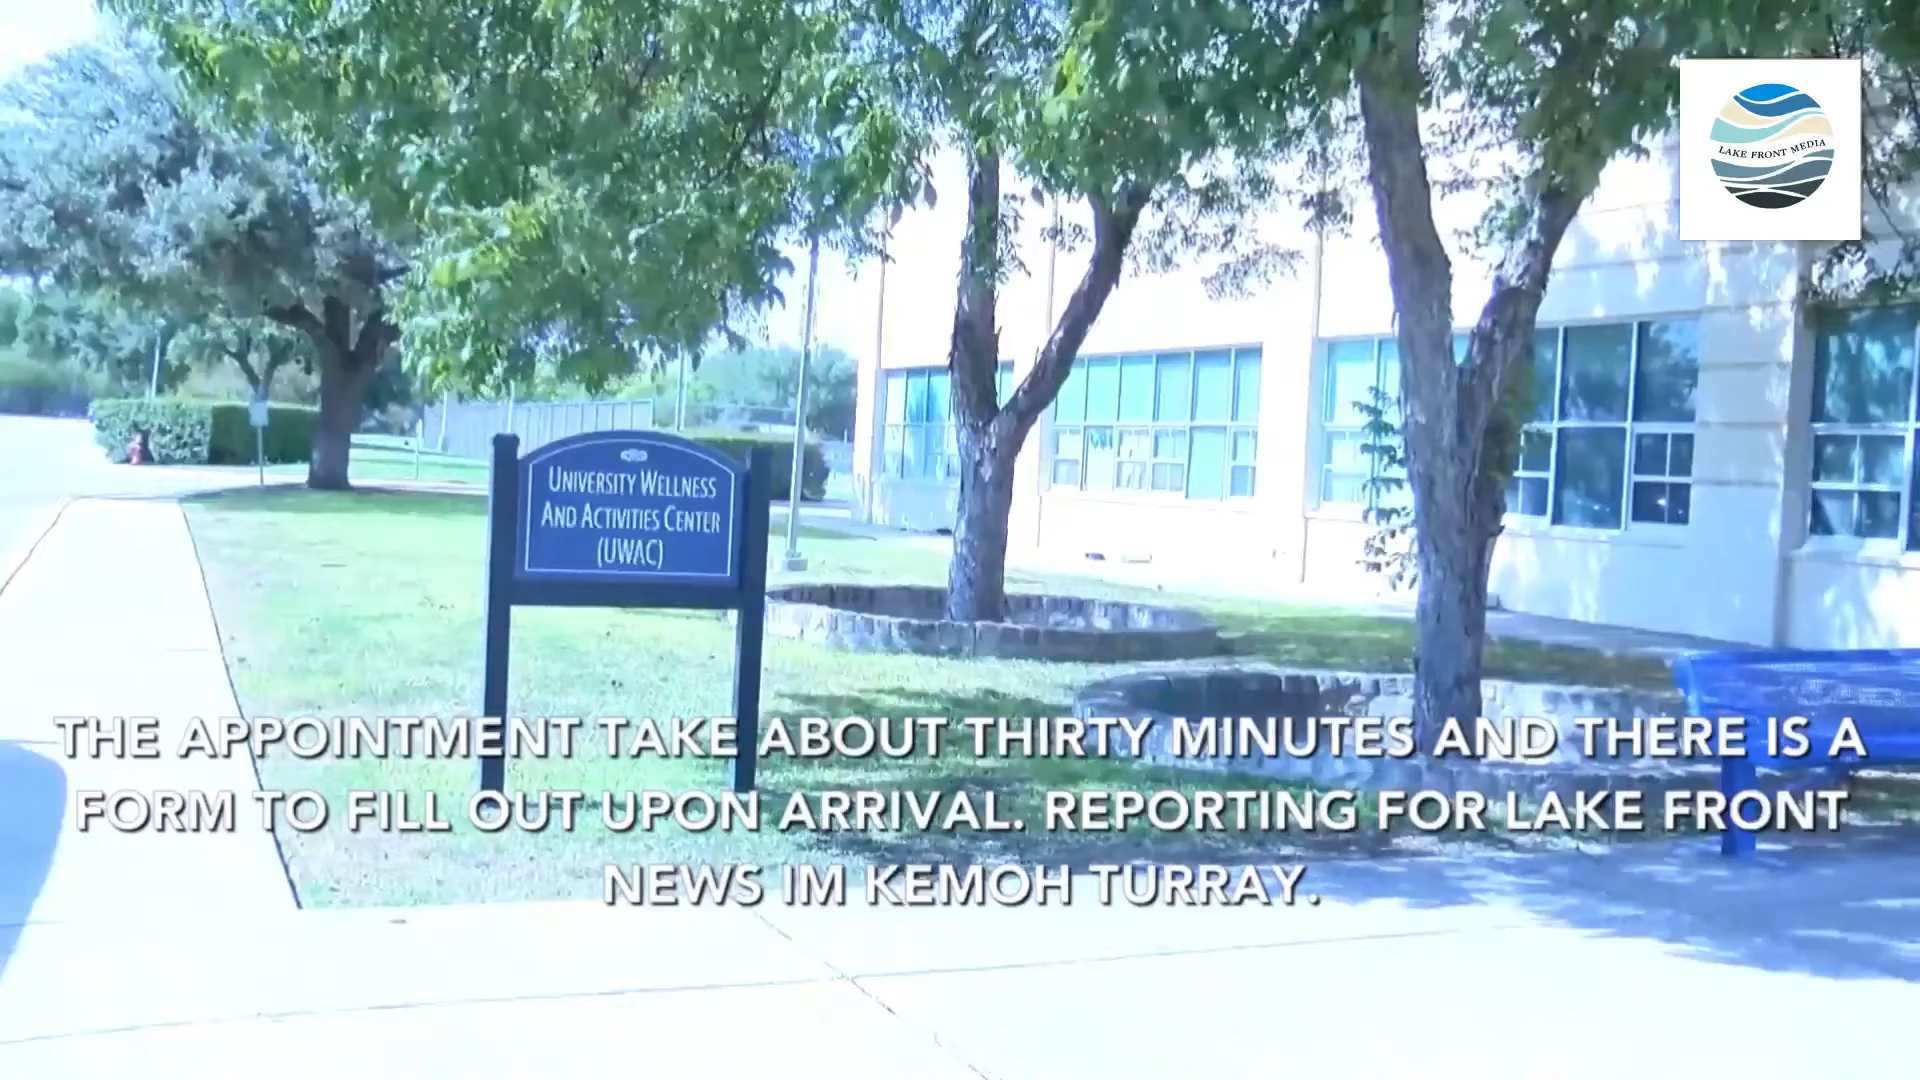 LAKE FRONT MEDIA
University Wellness
And Activities Center
(UWAC)
THE APPOINTMENT TAKE ABOUT THIRTY MINUTES AND THERE IS A
FORM TO FILL OUT UPON ARRIVAL. REPORTING FOR LAKE FRONT
NEWS IM KEMOH TURRAY.